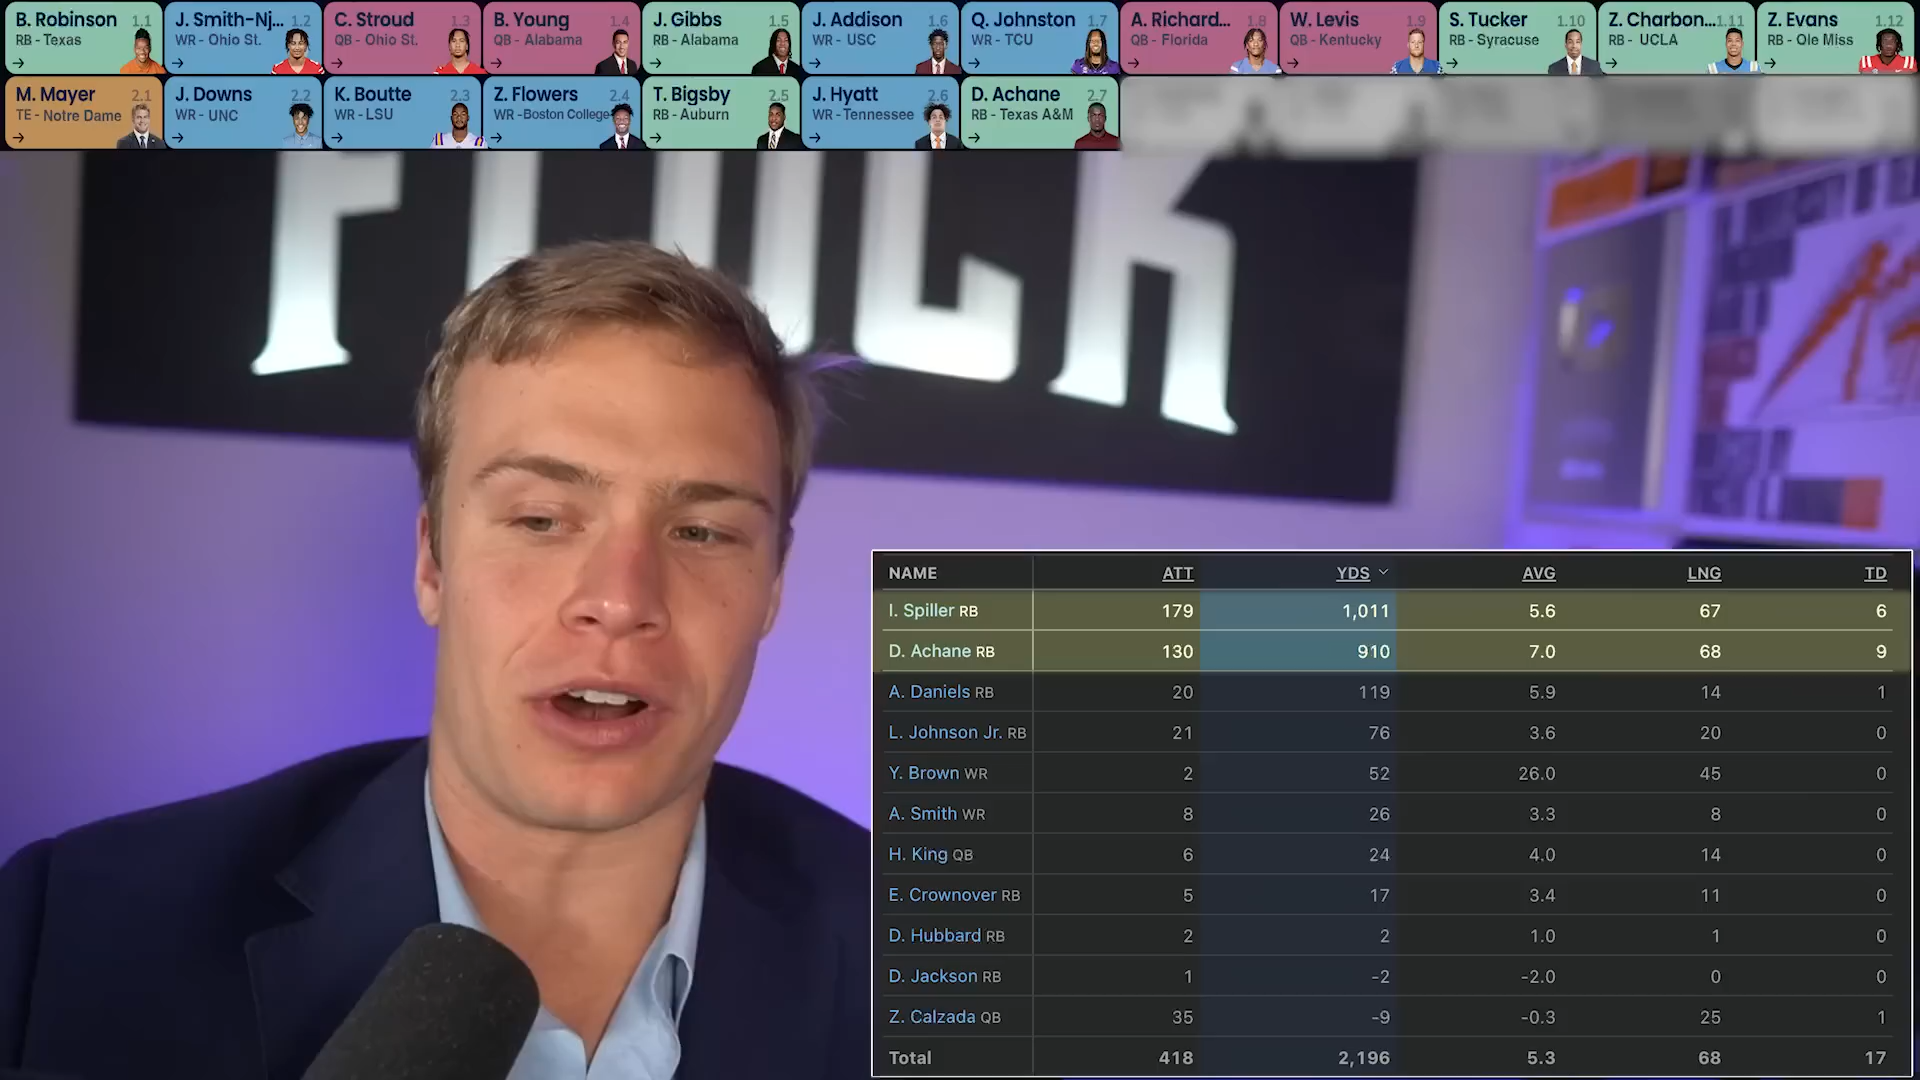 B. Robinson 1.1
RB - Texas
J. Smith-Nj... 1.2
WR - Ohio St.
C. Stroud 1.3
QB - Ohio St.
B. Young 1.4
QB - Alabama
J. Gibbs 1.5
RB - Alabama
J. Addison 1.6
WR - USC
Q. Johnston 1.7
WR - TCU
A. Richard... 1.8
QB - Florida
W. Levis 1.9
QB - Kentucky
S. Tucker 1.10
RB - Syracuse
Z. Charbon... 1.11
RB - UCLA
Z. Evans 1.12
RB - Ole Miss
M. Mayer 2.1
TE - Notre Dame
J. Downs 2.2
WR - UNC
K. Boutte 2.3
WR - LSU
Z. Flowers 2.4
WR - Boston College
T. Bigsby 2.5
RB - Auburn
J. Hyatt 2.6
WR - Tennessee
D. Achane 2.7
RB - Texas A&M
FLOCK
NAME ATT YDS AVG LNG TD
I. Spiller RB 179 1,011 5.6 67 6
D. Achane RB 130 910 7.0 68 9
A. Daniels RB 20 119 5.9 14 1
L. Johnson Jr. RB 21 76 3.6 20 0
Y. Brown WR 2 52 26.0 45 0
A. Smith WR 8 26 3.3 8 0
H. King QB 6 24 4.0 14 0
E. Crownover RB 5 17 3.4 11 0
D. Hubbard RB 2 2 1.0 1 0
D. Jackson RB 1 -2 -2.0 0 0
Z. Calzada QB 35 -9 -0.3 25 1
Total 418 2,196 5.3 68 17